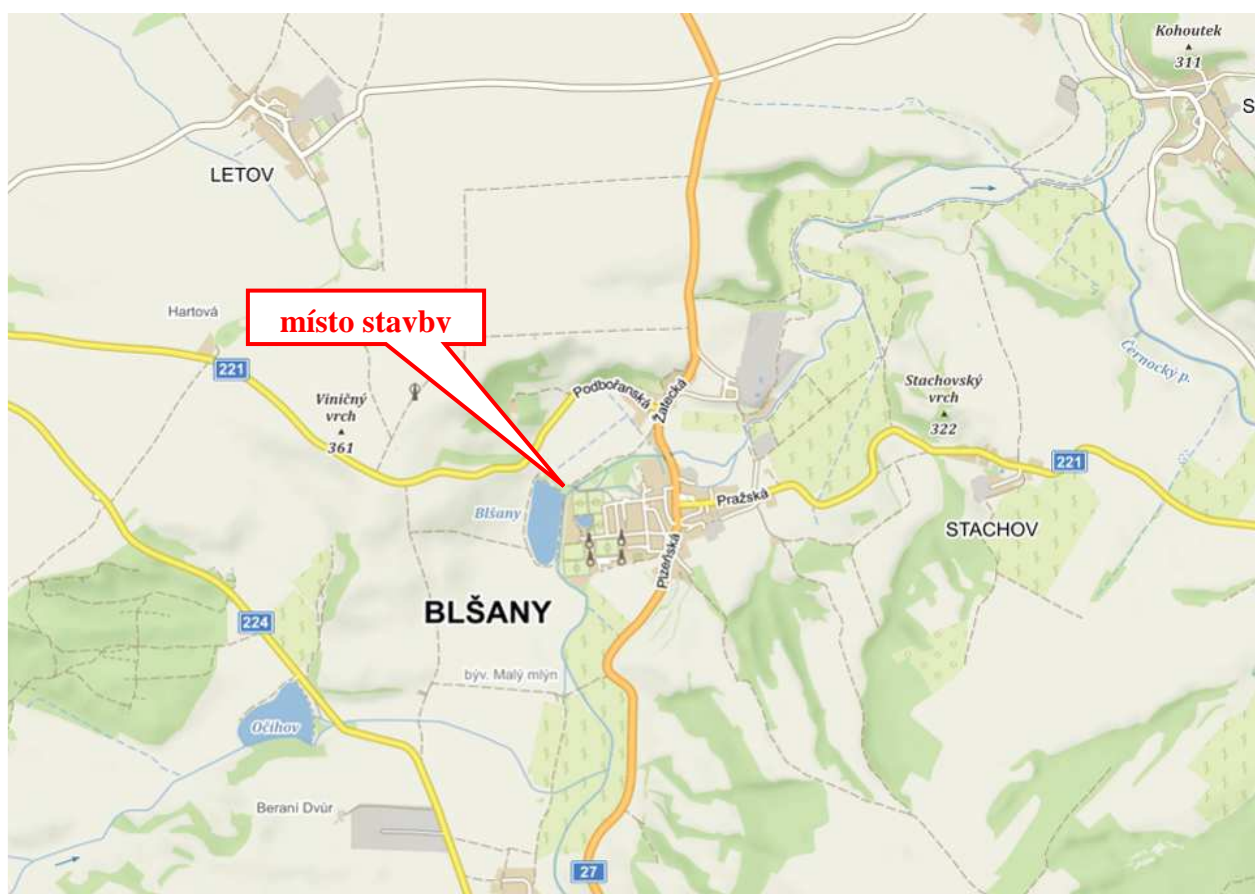 Kohoutek
311
S
LETOV
Hartová
místo stavby
221
Podbořanská
Žatecká
Viničný
vrch
361
Stachovský
vrch
322
Černocký p.
221
Blšany
Pražská
STACHOV
Plzeňská
BLŠANY
224
býv. Malý mlýn
Očihov
Beraní Dvůr
27